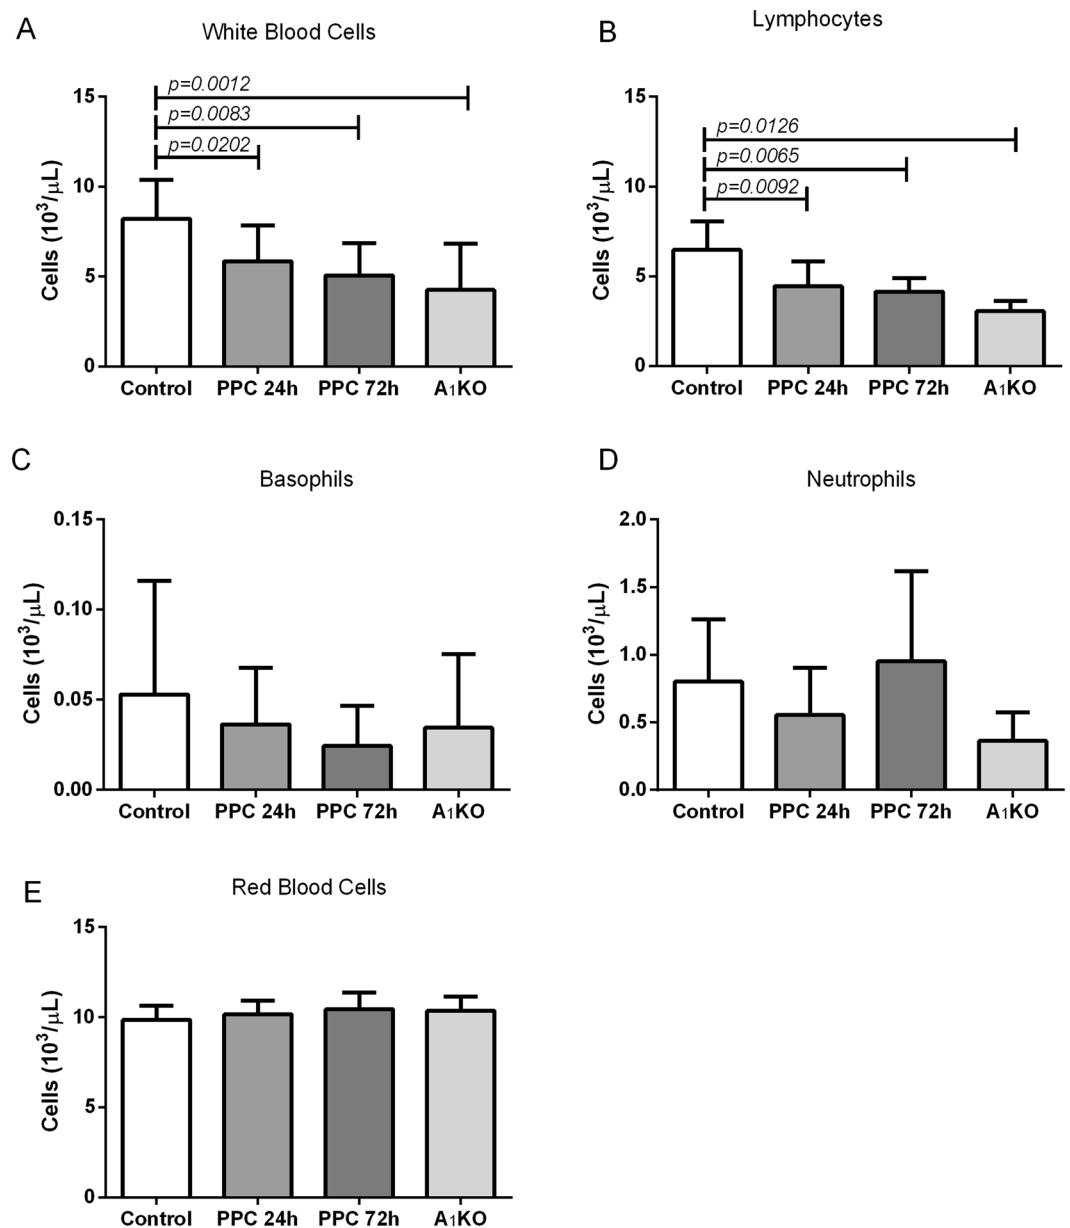 A
White Blood Cells
Cells (10³/µL)
15
10
5
0
p=0.0012
p=0.0083
p=0.0202
Control PPC 24h PPC 72h A₁KO
B
Lymphocytes
Cells (10³/µL)
15
10
5
0
p=0.0126
p=0.0065
p=0.0092
Control PPC 24h PPC 72h A₁KO
C
Basophils
Cells (10³/µL)
0.15
0.10
0.05
0.00
Control PPC 24h PPC 72h A₁KO
D
Neutrophils
Cells (10³/µL)
2.0
1.5
1.0
0.5
0.0
Control PPC 24h PPC 72h A₁KO
E
Red Blood Cells
Cells (10³/µL)
15
10
5
0
Control PPC 24h PPC 72h A₁KO